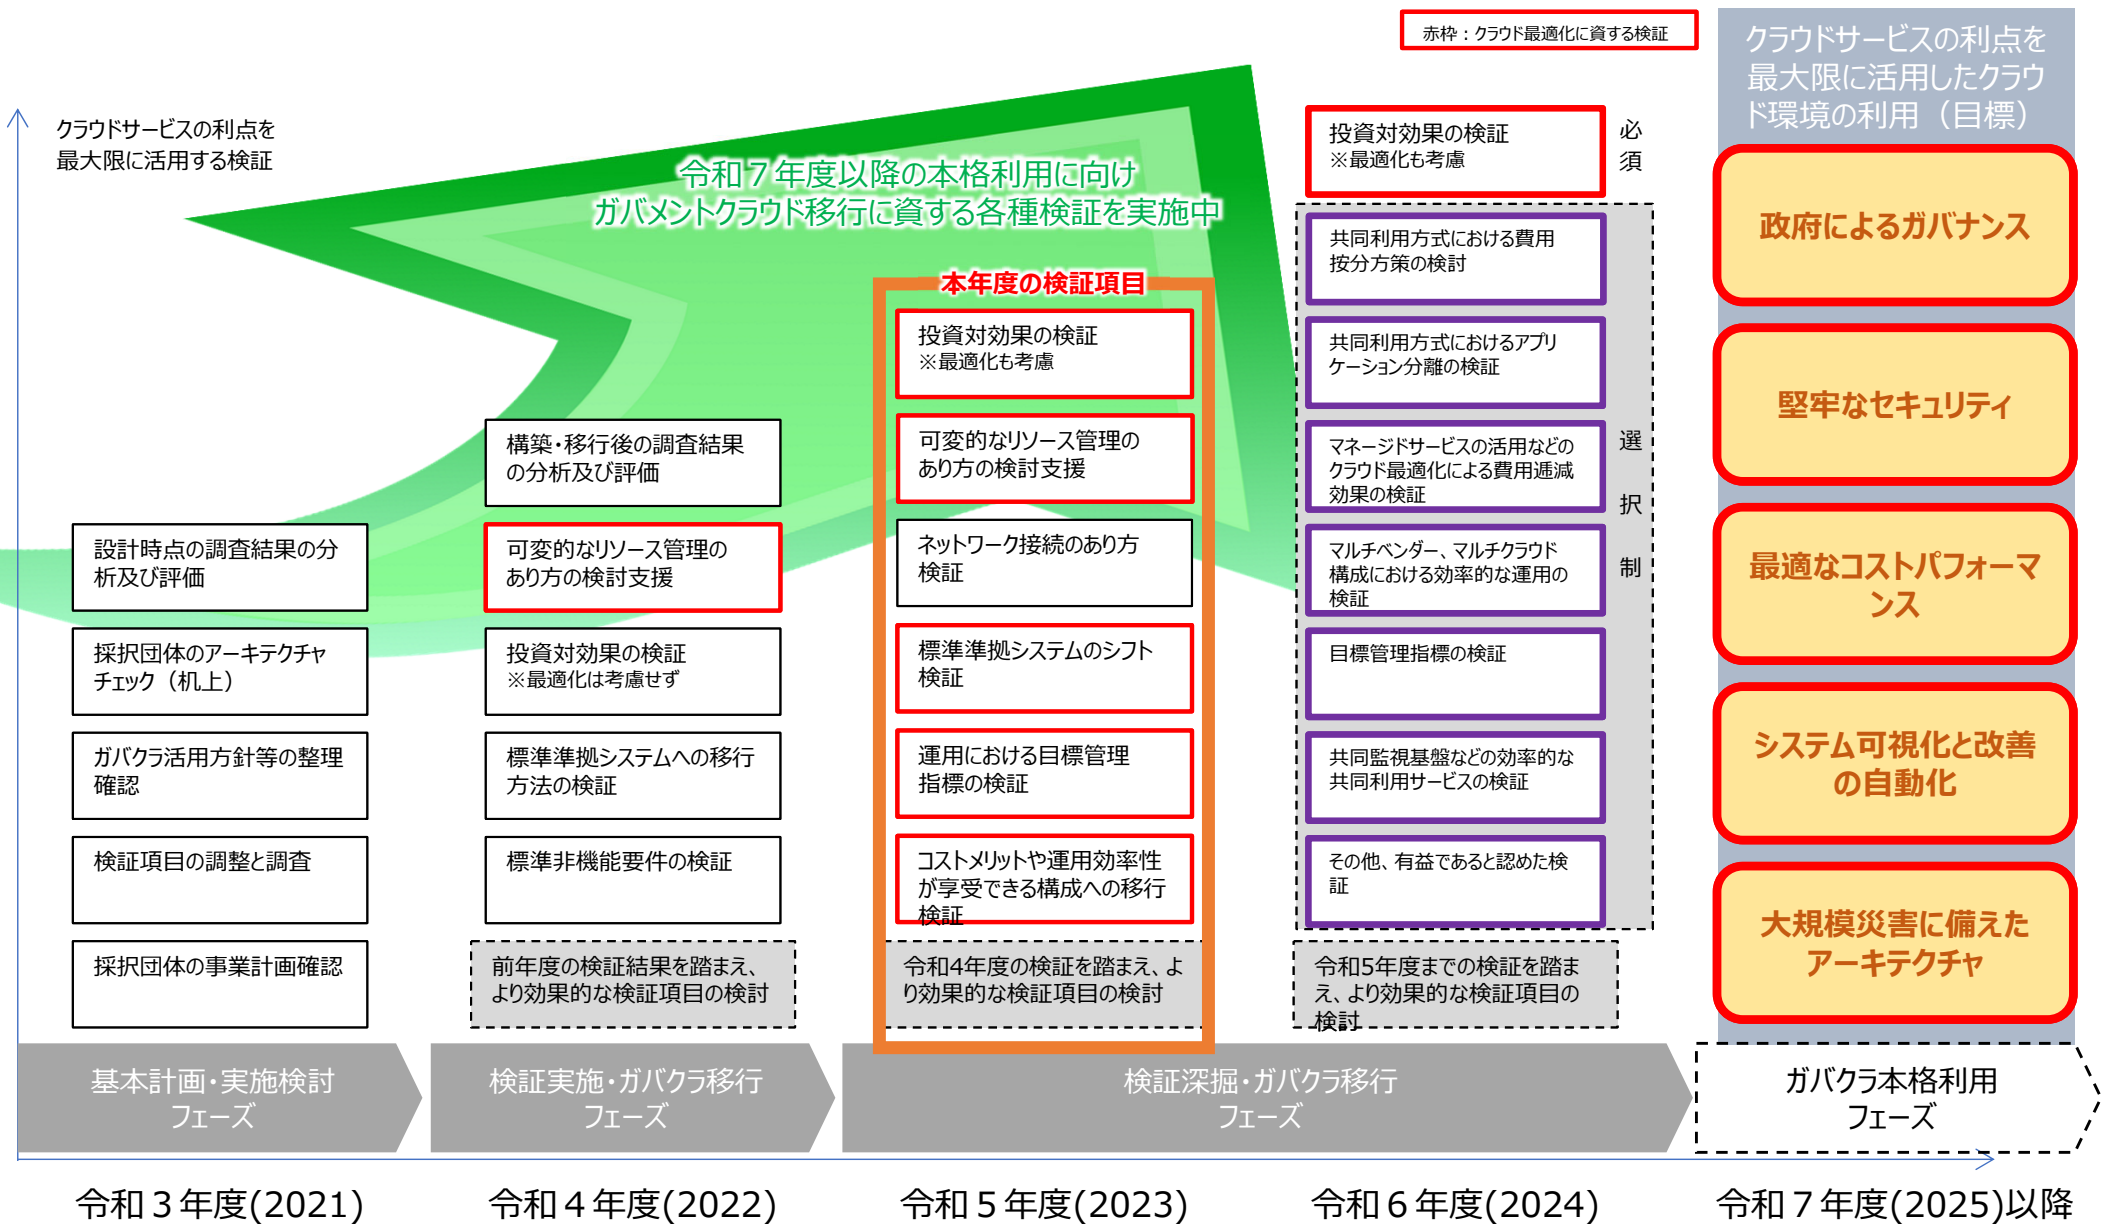 赤枠：クラウド最適化に資する検証
クラウドサービスの利点を
最大限に活用する検証
令和７年度以降の本格利用に向け
ガバメントクラウド移行に資する各種検証を実施中
設計時点の調査結果の分
析及び評価
採択団体のアーキテクチャ
チェック（机上）
ガバクラ活用方針等の整理
確認
検証項目の調整と調査
採択団体の事業計画確認
構築・移行後の調査結果
の分析及び評価
可変的なリソース管理の
あり方の検討支援
投資対効果の検証
※最適化は考慮せず
標準準拠システムへの移行
方法の検証
標準非機能要件の検証
前年度の検証結果を踏まえ、
より効果的な検証項目の検討
本年度の検証項目
投資対効果の検証
※最適化も考慮
可変的なリソース管理の
あり方の検討支援
ネットワーク接続のあり方
検証
標準準拠システムのシフト
検証
運用における目標管理
指標の検証
コストメリットや運用効率性
が享受できる構成への移行
検証
令和4年度の検証を踏まえ、よ
り効果的な検証項目の検討
投資対効果の検証
※最適化も考慮
必須
共同利用方式における費用
按分方策の検討
共同利用方式におけるアプリ
ケーション分離の検証
マネージドサービスの活用などの
クラウド最適化による費用逓減
効果の検証
マルチベンダー、マルチクラウド
構成における効率的な運用の
検証
目標管理指標の検証
共同監視基盤などの効率的な
共同利用サービスの検証
その他、有益であると認めた検
証
選択制
令和5年度までの検証を踏ま
え、より効果的な検証項目の
検討
クラウドサービスの利点を
最大限に活用したクラウ
ド環境の利用（目標）
政府によるガバナンス
堅牢なセキュリティ
最適なコストパフォーマ
ンス
システム可視化と改善
の自動化
大規模災害に備えた
アーキテクチャ
基本計画・実施検討
フェーズ
検証実施・ガバクラ移行
フェーズ
検証深掘・ガバクラ移行
フェーズ
ガバクラ本格利用
フェーズ
令和３年度(2021)
令和４年度(2022)
令和５年度(2023)
令和６年度(2024)
令和７年度(2025)以降